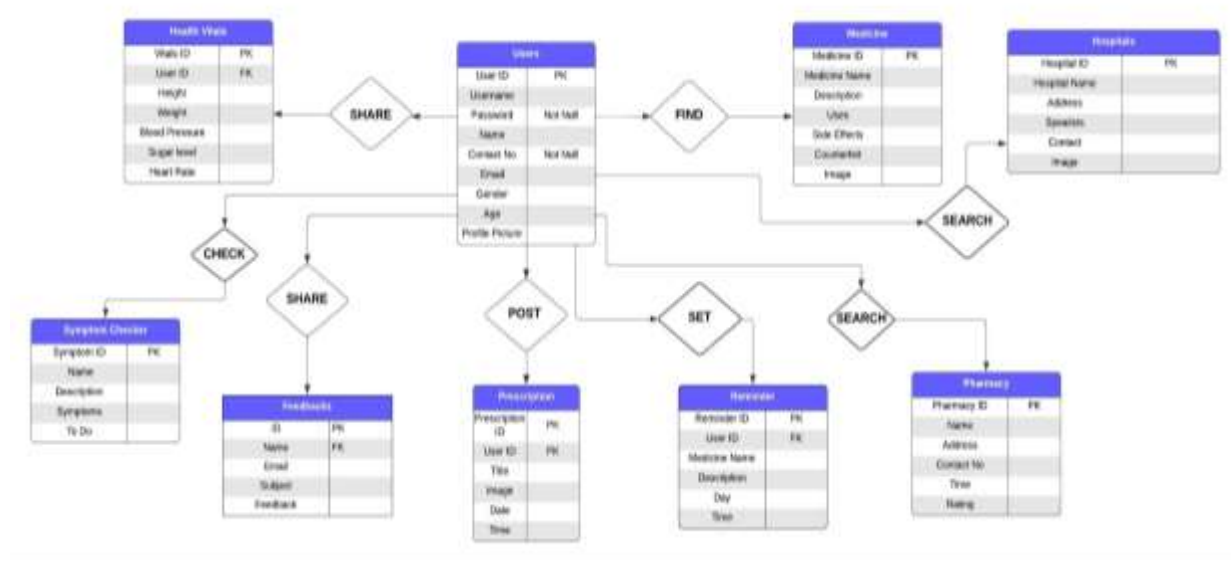 Health Vitals
Vitals ID PK
User ID FK
Height
Weight
Blood Pressure
Sugar level
Heart Rate
SHARE
Users
User ID PK
Username
Password Not Null
Name
Contact No Not Null
Email
Gender
Age
Profile Picture
FIND
Medicine
Medicine ID PK
Medicine Name
Description
Uses
Side Effects
Image
Hospitals
Hospital ID PK
Hospital Name
Address
Contact
Image
SEARCH
CHECK
SHARE
POST
SET
SEARCH
Symptom Checker
Symptom ID PK
Name
Description
Symptoms
To Do
Feedbacks
ID PK
Name FK
Email
Subject
Feedback
Prescription
Prescription
ID PK
User ID
Title
Image
Date
Time
Reminder
Reminder ID PK
User ID FK
Medicine Name
Description
Day
Time
Pharmacy
Pharmacy ID PK
Name
Address
Contact No
Time
Rating